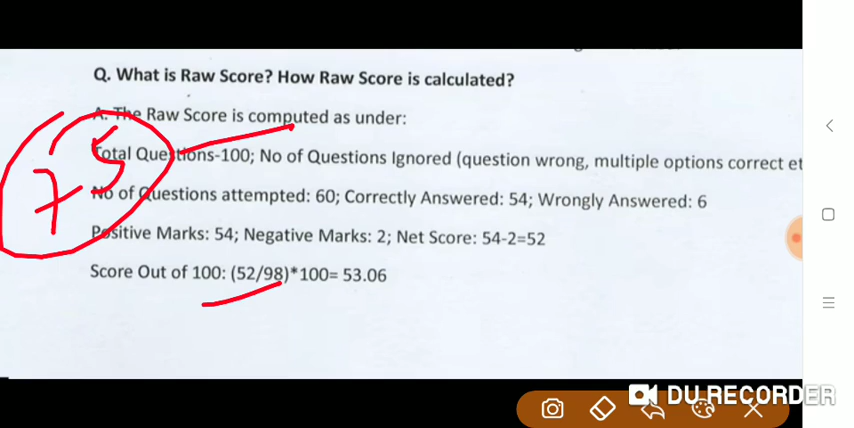 Q. What is Raw Score? How Raw Score is calculated?
A. The Raw Score is computed as under:
Total Questions-100; No of Questions Ignored (question wrong, multiple options correct et
No of Questions attempted: 60; Correctly Answered: 54; Wrongly Answered: 6
Positive Marks: 54; Negative Marks: 2; Net Score: 54-2=52
Score Out of 100: (52/98)*100= 53.06
75
DU RECORDER